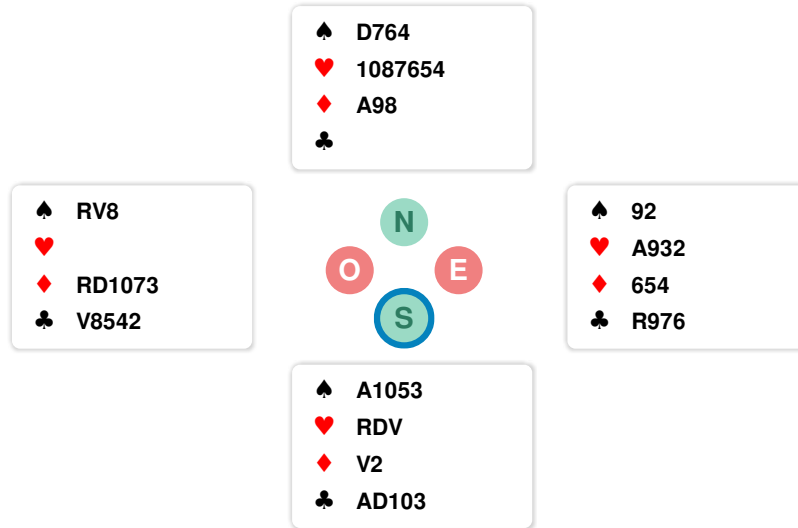 ♠ D764
♥ 1087654
♦ A98
♣
♠ RV8
♥
♦ RD1073
♣ V8542
N
O E
S
♠ 92
♥ A932
♦ 654
♣ R976
♠ A1053
♥ RDV
♦ V2
♣ AD103